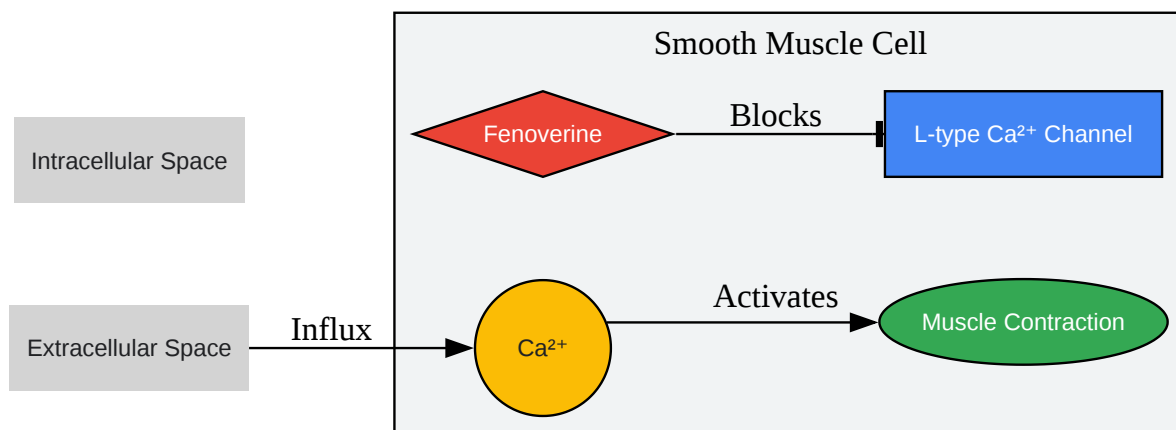 Smooth Muscle Cell
Fenoverine
Blocks
L-type Ca²⁺ Channel
Intracellular Space
Extracellular Space
Influx
Ca²⁺
Activates
Muscle Contraction